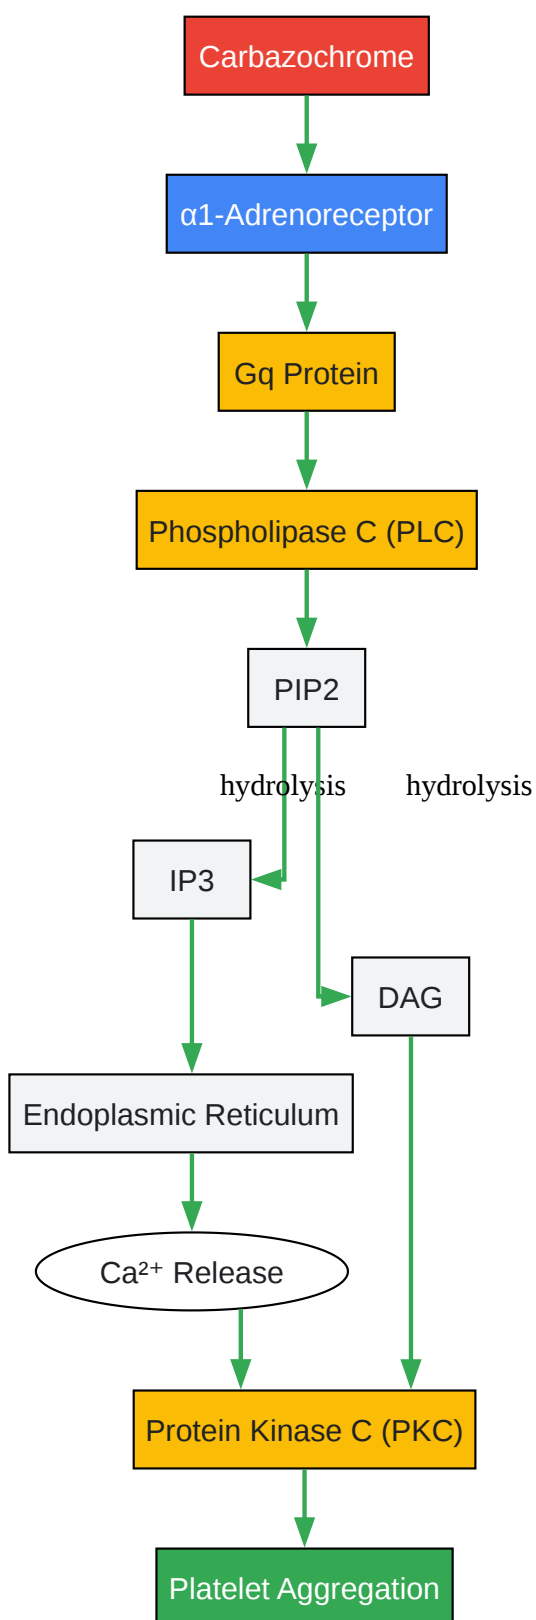 Carbazochrome
α1-Adrenoreceptor
Gq Protein
Phospholipase C (PLC)
PIP2
hydrolysis
hydrolysis
IP3
DAG
Endoplasmic Reticulum
Ca²⁺ Release
Protein Kinase C (PKC)
Platelet Aggregation